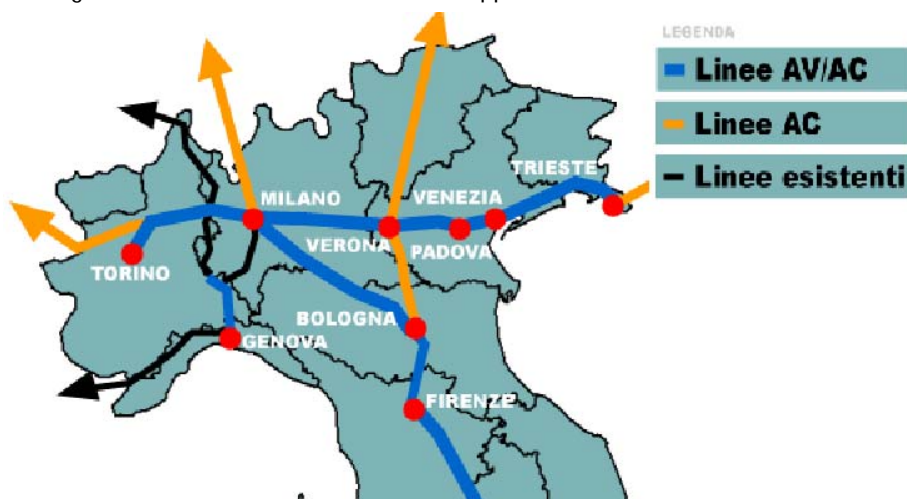 LEGENDA
Linee AV/AC
Linee AC
Linee esistenti
TRIESTE
MILANO
VENEZIA
VERONA
PADOVA
TORINO
BOLOGNA
GENOVA
FIRENZE